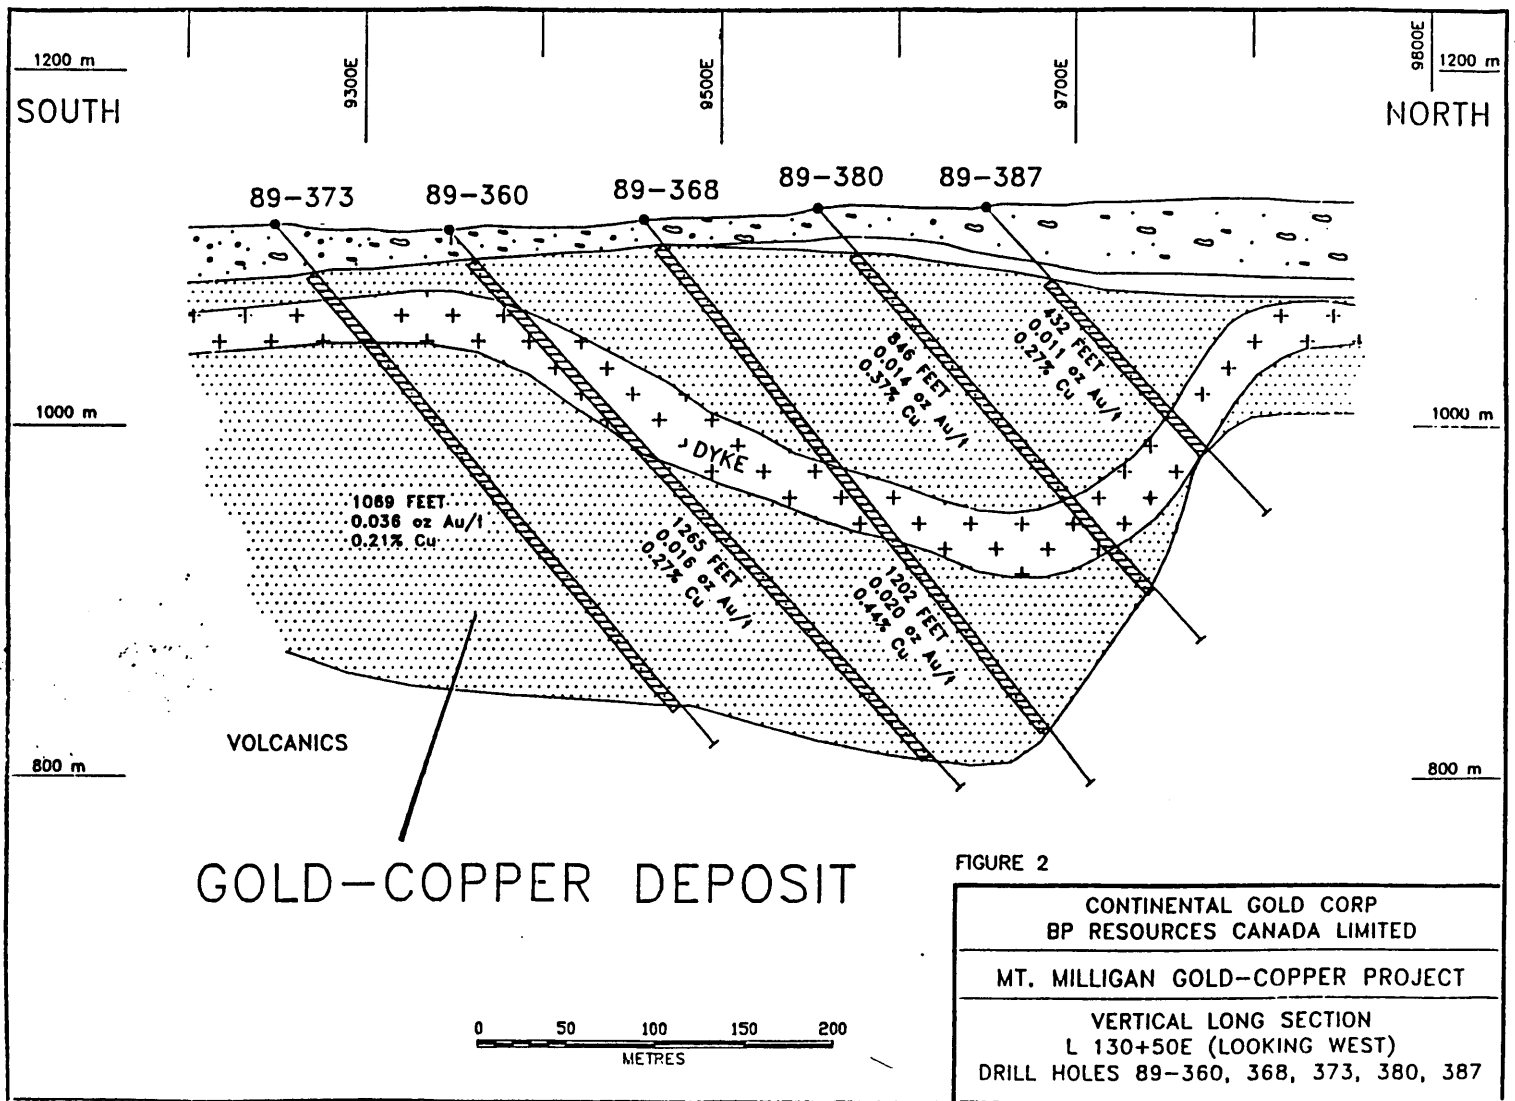 1200 m
9300E
9500E
9700E
9800E
1200 m
SOUTH
NORTH
89-373
89-360
89-368
89-380
89-387
432 FEET
0.011 oz Au/t
0.27% Cu
846 FEET
0.014 oz Au/t
0.37% Cu
1000 m
1000 m
DYKE
1069 FEET
0.036 oz Au/t
0.21% Cu
1265 FEET
0.016 oz Au/t
0.27% Cu
1202 FEET
0.020 oz Au/t
0.44% Cu
VOLCANICS
800 m
800 m
GOLD-COPPER DEPOSIT
FIGURE 2
CONTINENTAL GOLD CORP
BP RESOURCES CANADA LIMITED
MT. MILLIGAN GOLD-COPPER PROJECT
VERTICAL LONG SECTION
L 130+50E (LOOKING WEST)
DRILL HOLES 89-360, 368, 373, 380, 387
0 50 100 150 200
METRES